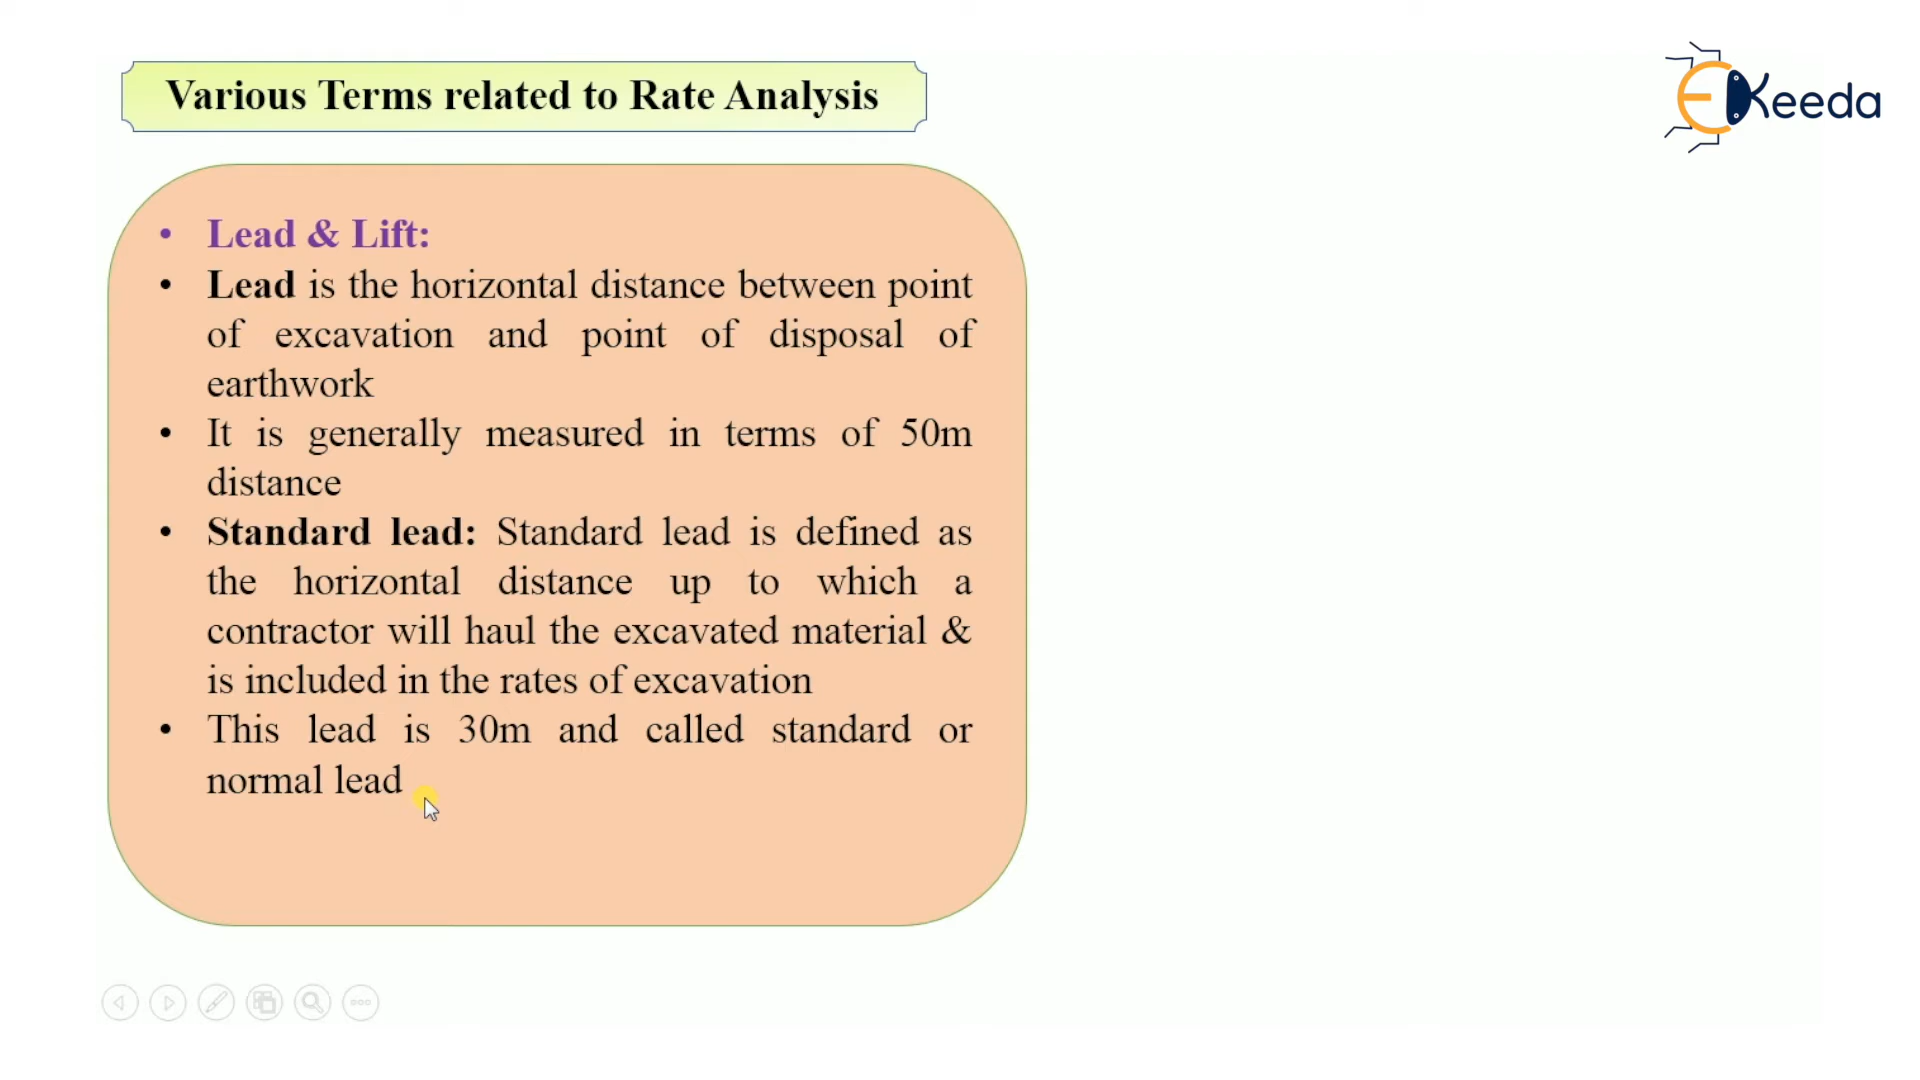 Various Terms related to Rate Analysis
EKeeda
• Lead & Lift:
• Lead is the horizontal distance between point
of excavation and point of disposal of
earthwork
• It is generally measured in terms of 50m
distance
• Standard lead: Standard lead is defined as
the horizontal distance up to which a
contractor will haul the excavated material &
is included in the rates of excavation
• This lead is 30m and called standard or
normal lead